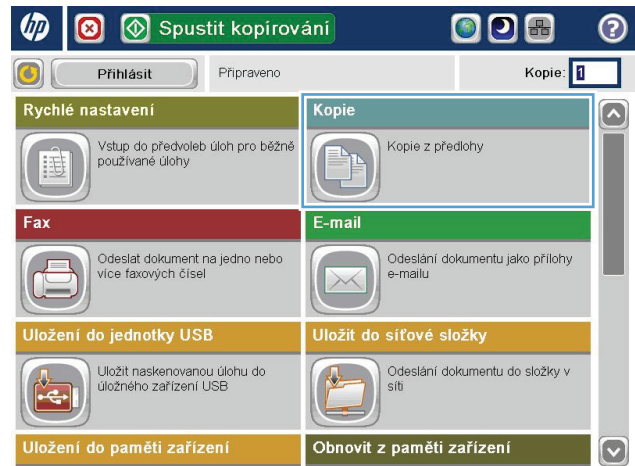 hp
Spustit kopírování
?
Přihlásit
Připraveno
Kopie: 1
Rychlé nastavení
Vstup do předvoleb úloh pro běžně
používané úlohy
Kopie
Kopie z předlohy
Fax
Odeslat dokument na jedno nebo
více faxových čísel
E-mail
Odeslání dokumentu jako přílohy
e-mailu
Uložení do jednotky USB
Uložit naskenovanou úlohu do
úložného zařízení USB
Uložit do síťové složky
Odeslání dokumentu do složky v
síti
Uložení do paměti zařízení
Obnovit z paměti zařízení